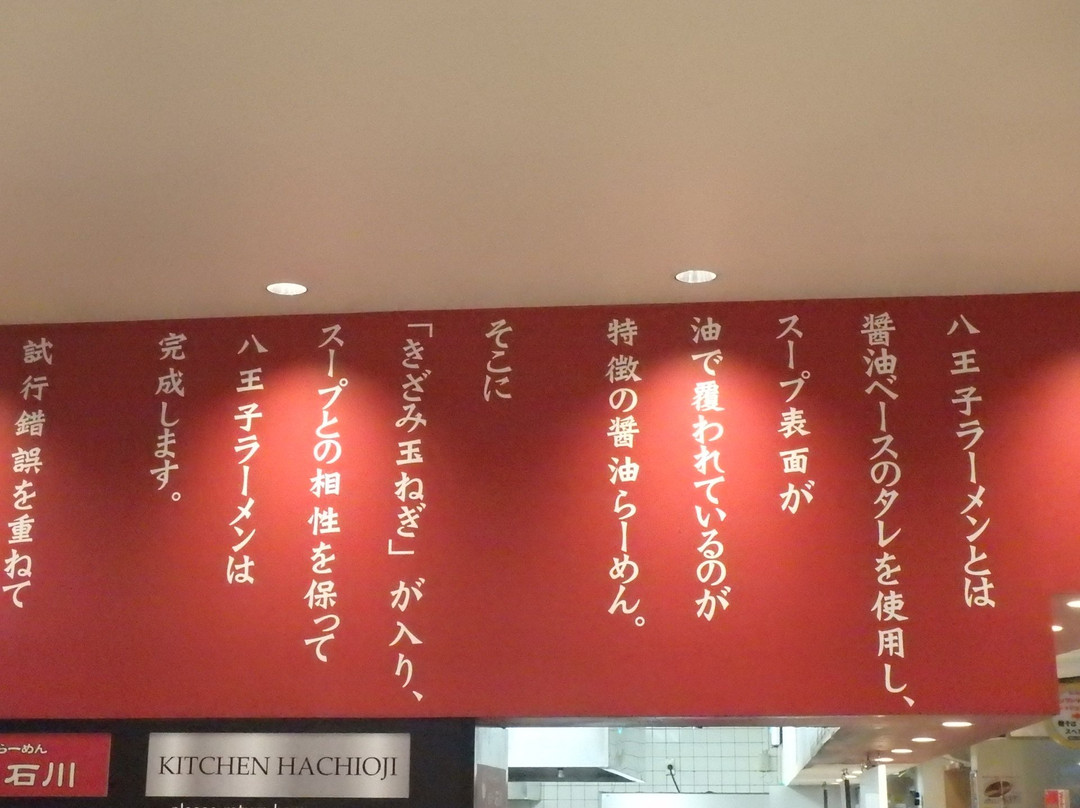 八王子ラーメンとは
醤油ベースのタレを使用し、
スープ表面が
油で覆われているのが
特徴の醤油らーめん。
そこに
「きざみ玉ねぎ」が入り、
スープとの相性を保って
八王子ラーメンは
完成します。
試行錯誤を重ねて
らーめん
石川
KITCHEN HACHIOJI